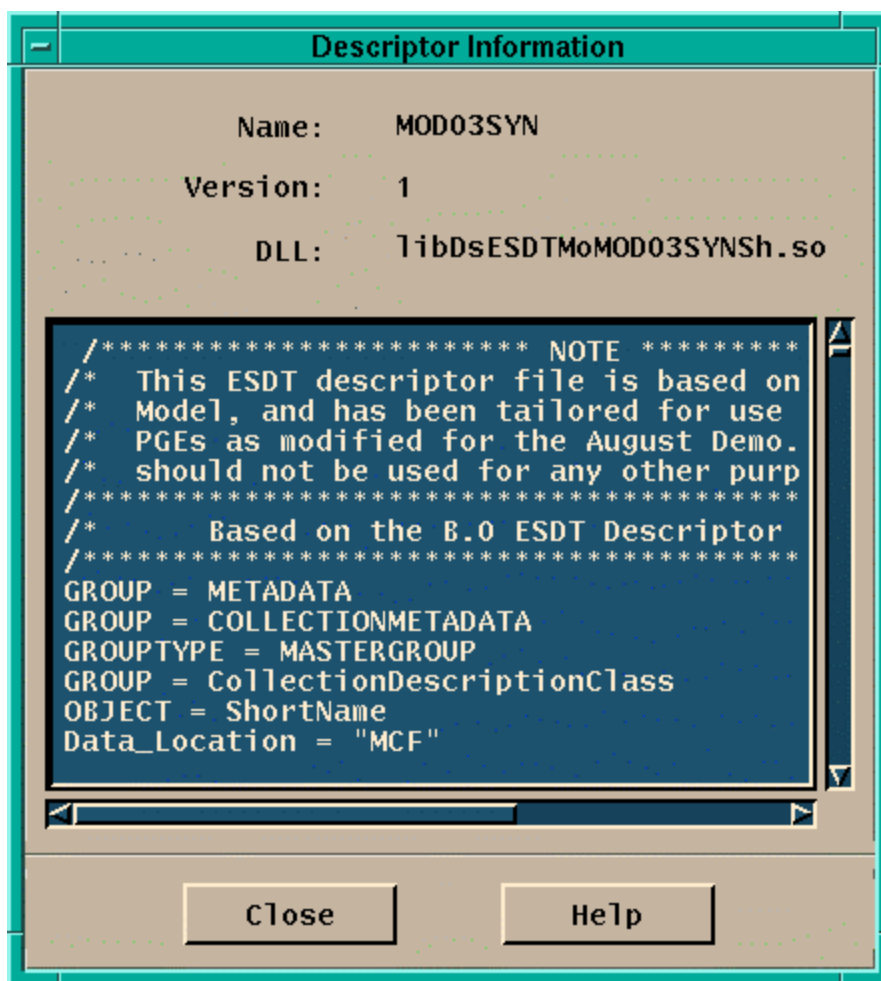 Descriptor Information
Name: MOD03SYN
Version: 1
DLL: libDsESDTMoMOD03SYNSh.so
/************************ NOTE *********
/* This ESDT descriptor file is based on
/* Model, and has been tailored for use
/* PGEs as modified for the August Demo.
/* should not be used for any other purp
/****************************************
/* Based on the B.0 ESDT Descriptor
/****************************************
GROUP = METADATA
GROUP = COLLECTIONMETADATA
GROUPTYPE = MASTERGROUP
GROUP = CollectionDescriptionClass
OBJECT = ShortName
Data_Location = "MCF"
Close Help